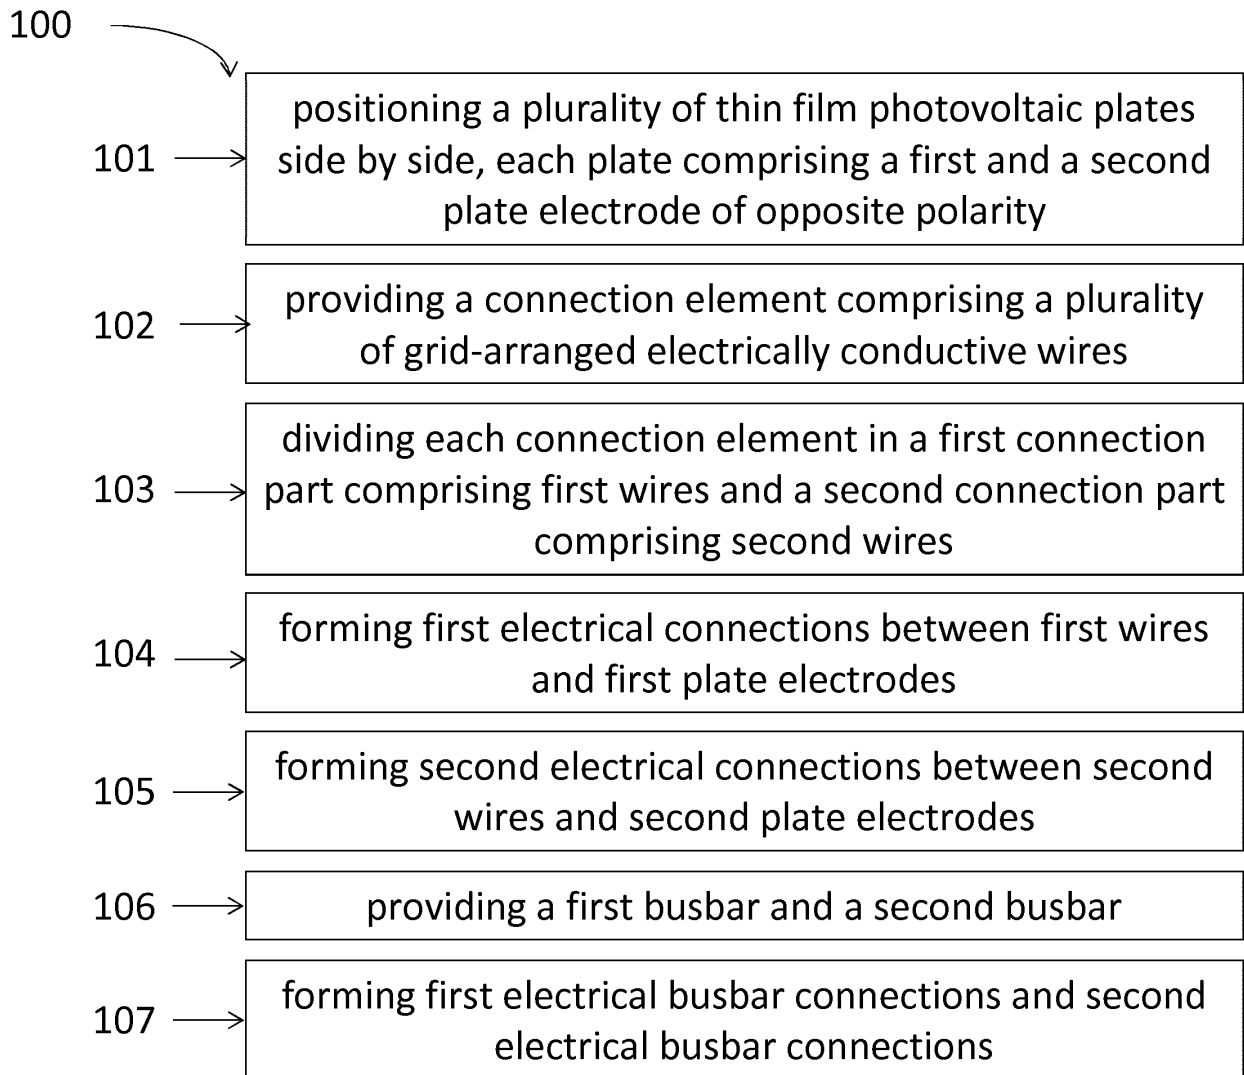 100
positioning a plurality of thin film photovoltaic plates
101
side by side, each plate comprising a first and a second
plate electrode of opposite polarity
providing a connection element comprising a plurality
102
of grid-arranged electrically conductive wires
dividing each connection element in a first connection
103
part comprising first wires and a second connection part
comprising second wires
104
forming first electrical connections between first wires
and first plate electrodes
105
forming second electrical connections between second
wires and second plate electrodes
106
providing a first busbar and a second busbar
107
forming first electrical busbar connections and second
electrical busbar connections